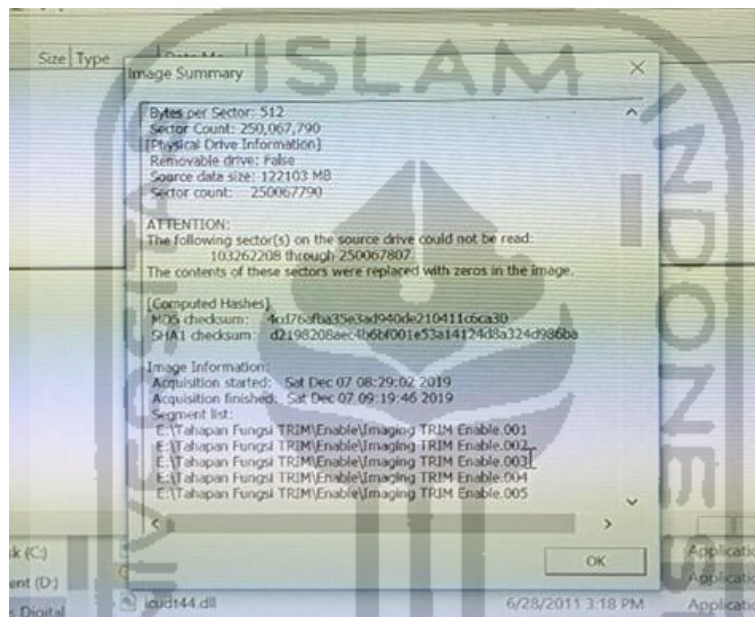 Size Type
Image Summary
Bytes per Sector: 512
Sector Count: 250,067,790
[Physical Drive Information]
Removable drive: False
Source data size: 122103 MB
Sector count: 250067790
ATTENTION:
The following sector(s) on the source drive could not be read:
103262208 through 250067807
The contents of these sectors were replaced with zeros in the image.
[Computed Hashes]
MD5 checksum:
SHA1 checksum:
Image Information:
Acquisition started: Sat Dec 07 08:29:02 2019
Acquisition finished: Sat Dec 07 09:19:46 2019
Segment list:
E:\Tahapan Fungsi TRIM\Enable\Imaging TRIM Enable.001
E:\Tahapan Fungsi TRIM\Enable\Imaging TRIM Enable.002
E:\Tahapan Fungsi TRIM\Enable\Imaging TRIM Enable.003
E:\Tahapan Fungsi TRIM\Enable\Imaging TRIM Enable.004
E:\Tahapan Fungsi TRIM\Enable\Imaging TRIM Enable.005
OK
sk (C:)
ent (D:)
s Digital
icudt44.dll
6/28/2011 3:18 PM
Applicatio
Applicatio
Applicatio
ISLAM
INDONES